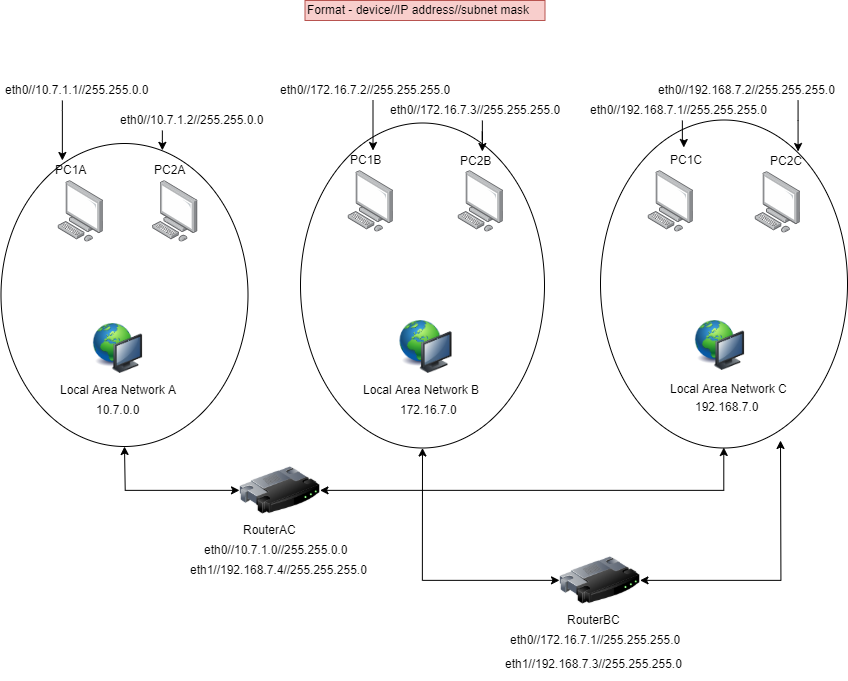 Format - device//IP address//subnet mask
eth0//10.7.1.1//255.255.0.0
eth0//172.16.7.2//255.255.255.0
eth0//192.168.7.2//255.255.255.0
eth0//10.7.1.2//255.255.0.0
eth0//172.16.7.3//255.255.255.0
eth0//192.168.7.1//255.255.255.0
PC1A
PC2A
PC1B
PC2B
PC1C
PC2C
Local Area Network A
10.7.0.0
Local Area Network B
172.16.7.0
Local Area Network C
192.168.7.0
RouterAC
eth0//10.7.1.0//255.255.0.0
eth1//192.168.7.4//255.255.255.0
RouterBC
eth0//172.16.7.1//255.255.255.0
eth1//192.168.7.3//255.255.255.0